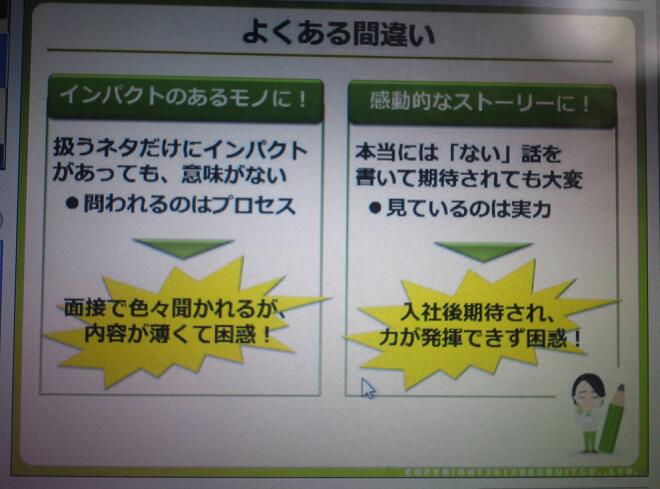 よくある間違い
インパクトのあるモノに！
扱うネタだけにインパクト
があっても、意味がない
●問われるのはプロセス
面接で色々聞かれるが、
内容が薄くて困惑！
感動的なストーリーに！
本当には「ない」話を
書いて期待されても大変
●見ているのは実力
入社後期待され、
力が発揮できず困惑！
COPYRIGHT2012RECRUITCO.,LTD.